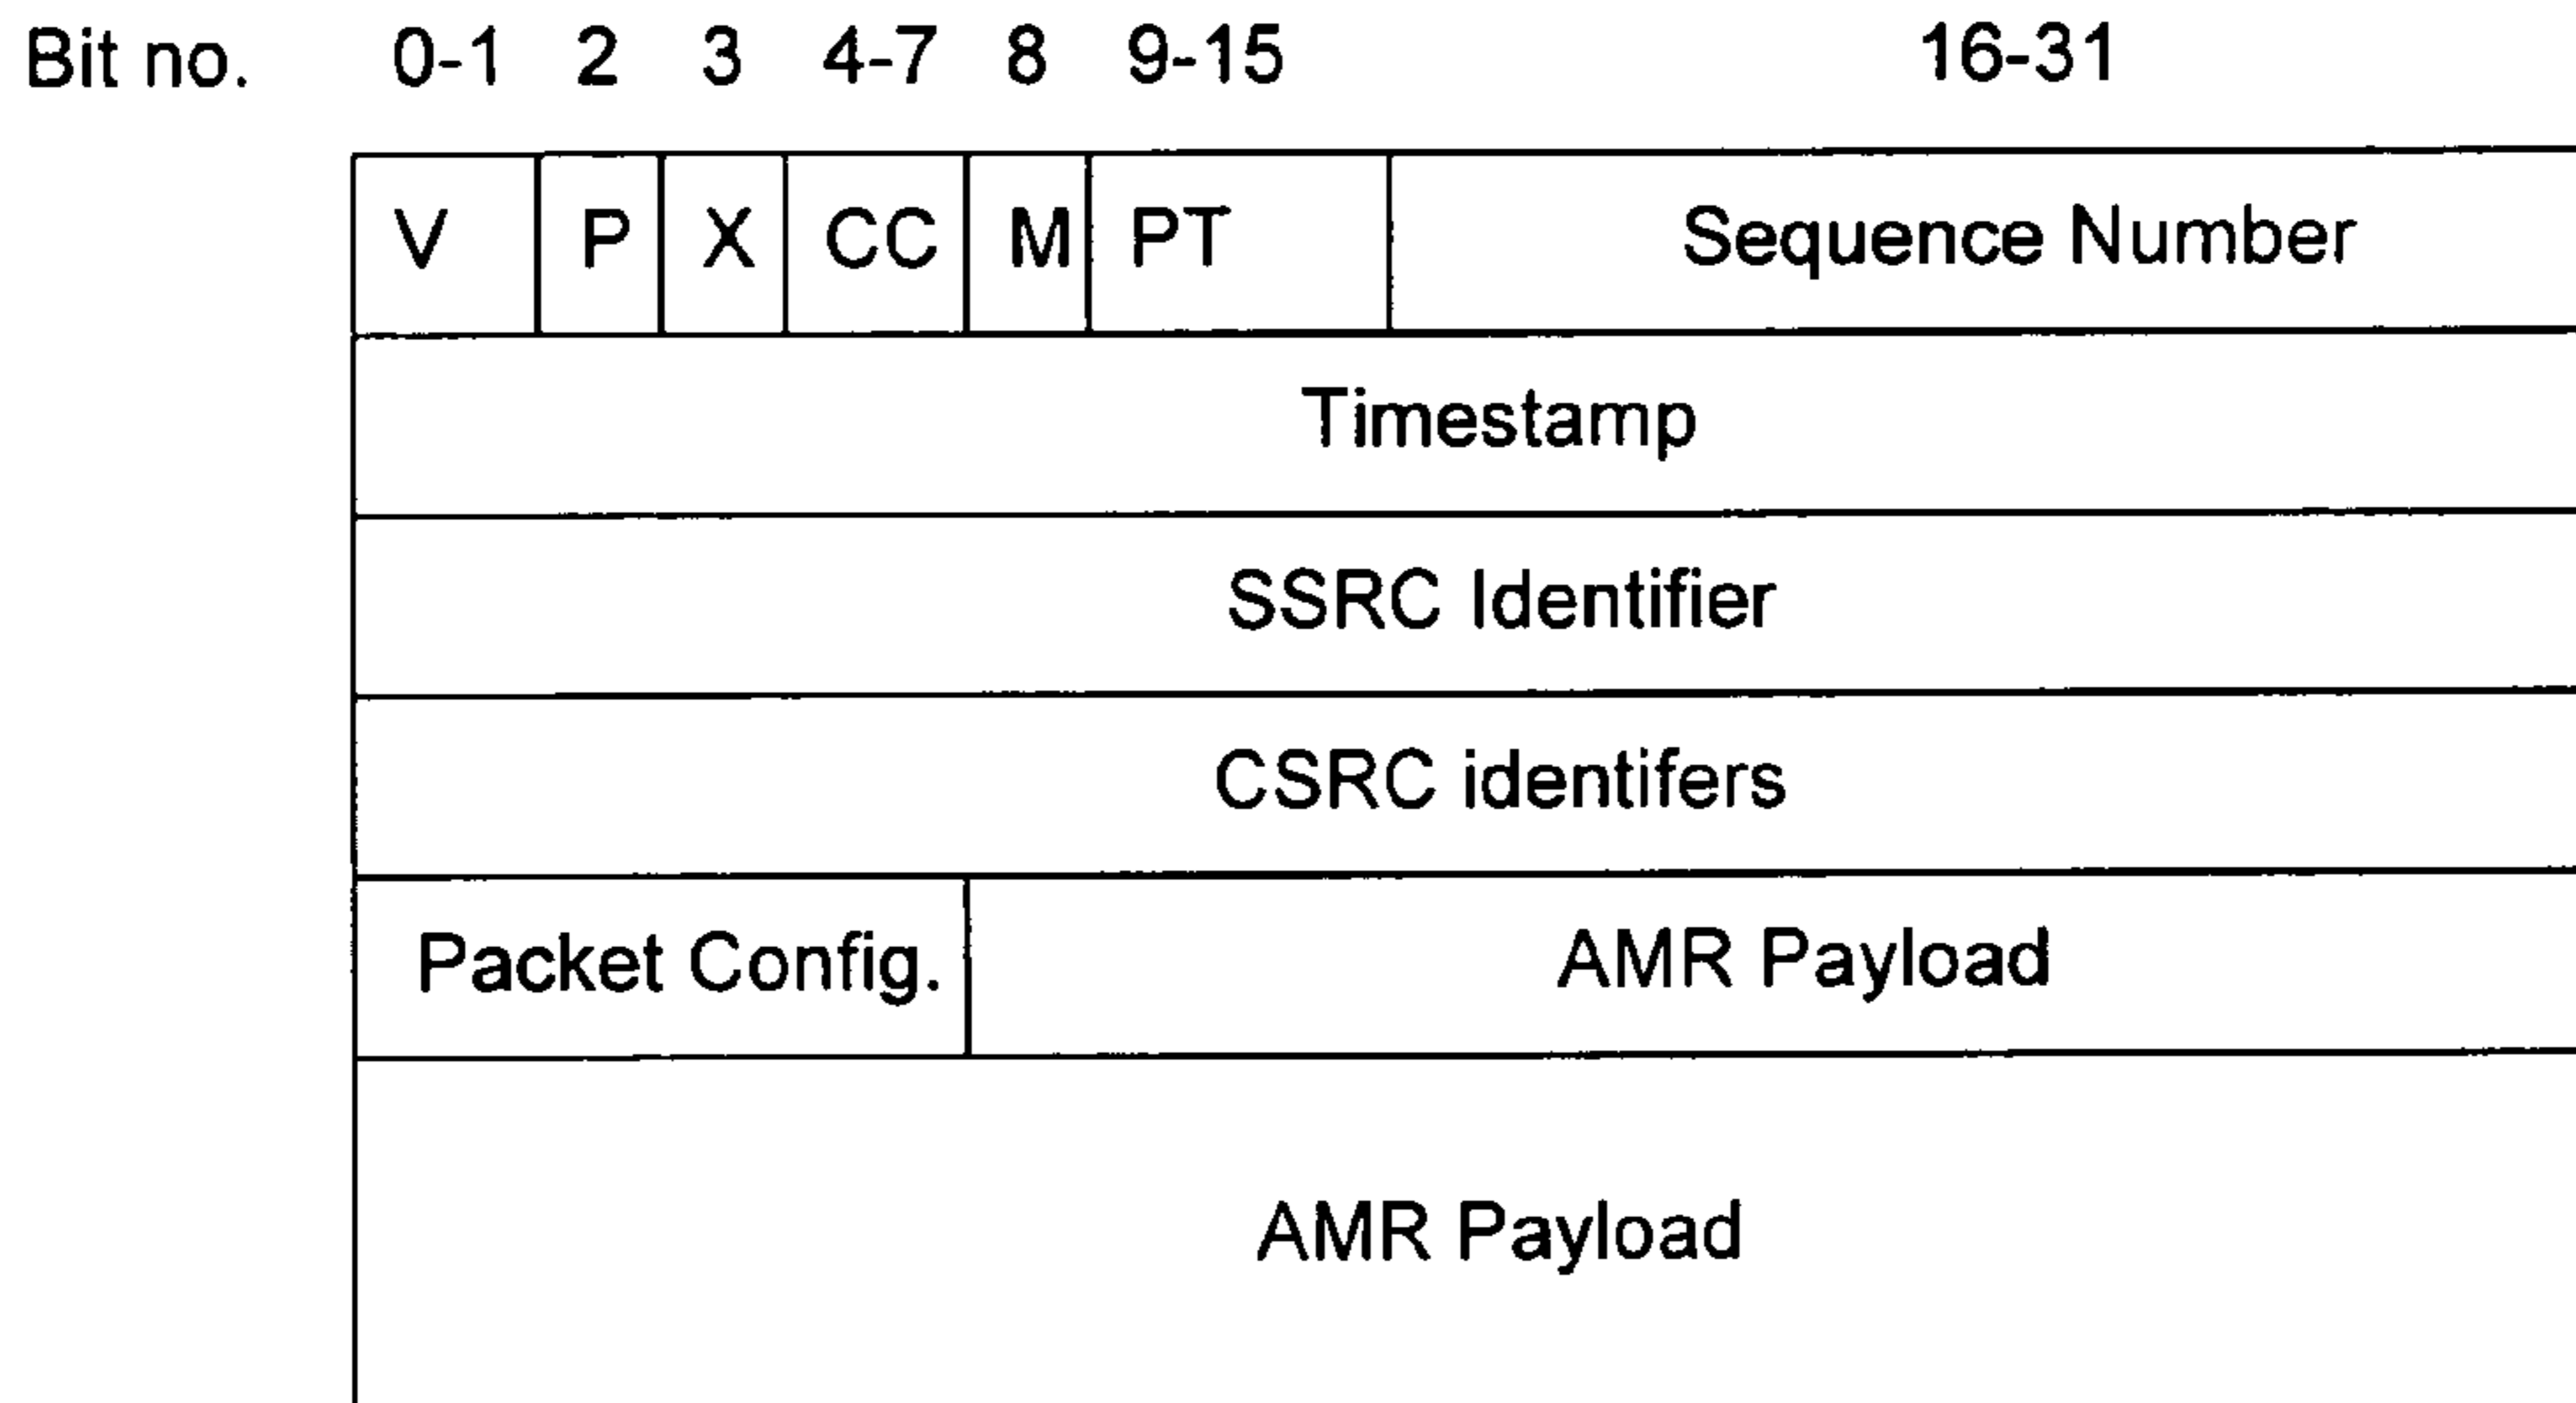 Bit no. 0-1 2 3 4-7 8 9-15 16-31
V P X CC M PT Sequence Number
Timestamp
SSRC Identifier
CSRC identifers
Packet Config. AMR Payload
AMR Payload